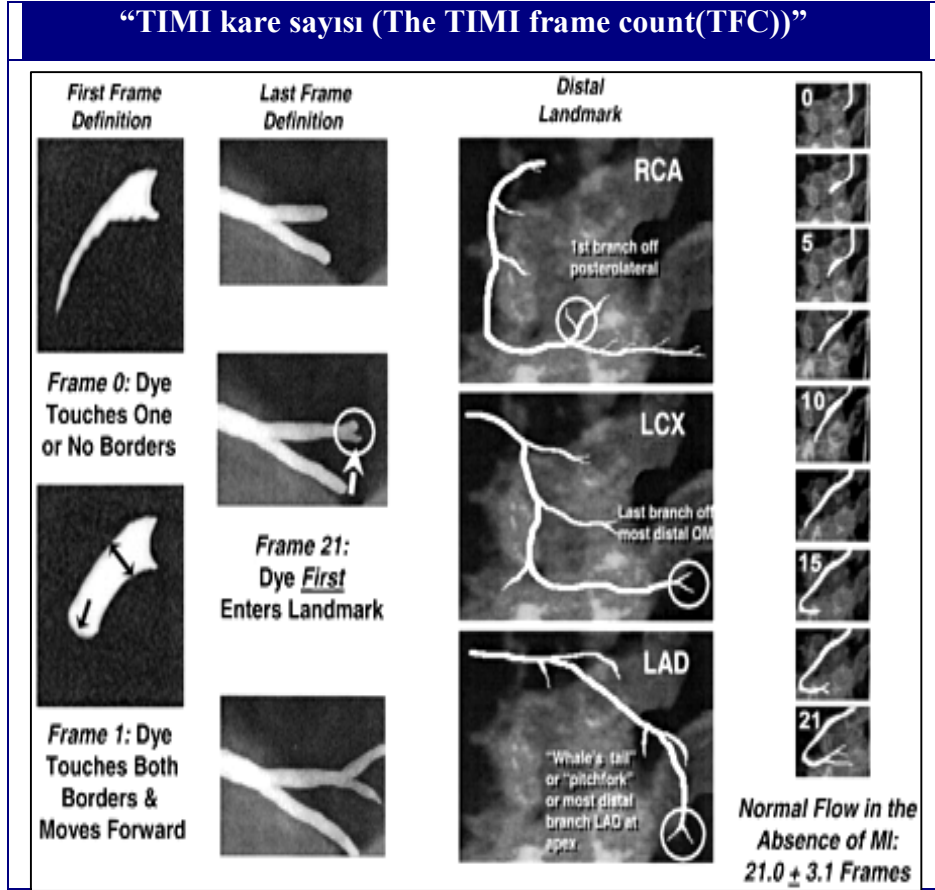 “TIMI kare sayısı (The TIMI frame count(TFC))”
First Frame
Definition
Frame 0: Dye
Touches One
or No Borders
Frame 1: Dye
Touches Both
Borders &
Moves Forward
Last Frame
Definition
Frame 21:
Dye First
Enters Landmark
Distal
Landmark
RCA
1st branch off
posterolateral
LCX
Last branch off
most distal OM
LAD
"Whale's tail"
or "pitchfork"
or most distal
branch LAD at
apex
0
5
10
15
21
Normal Flow in the
Absence of MI:
21.0 ± 3.1 Frames